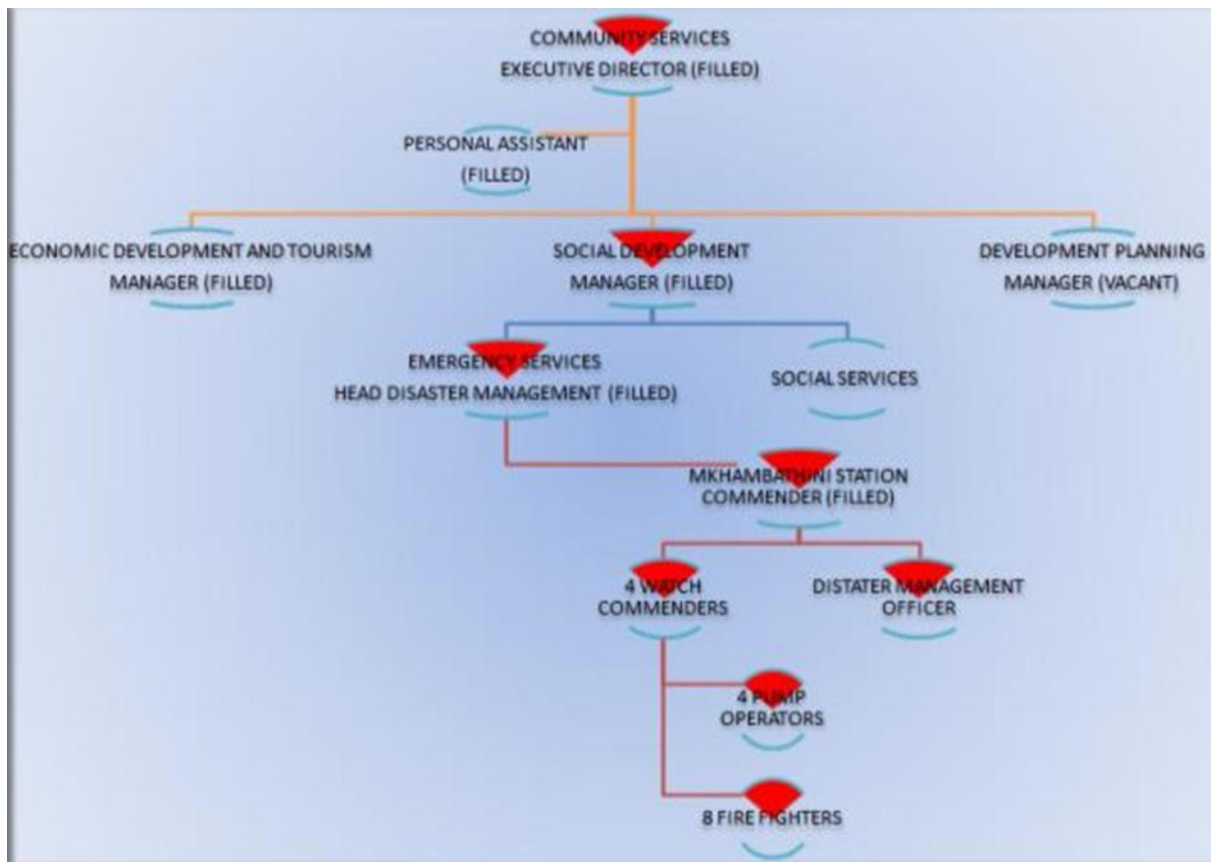 COMMUNITY SERVICES
EXECUTIVE DIRECTOR (FILLED)
PERSONAL ASSISTANT
(FILLED)
ECONOMIC DEVELOPMENT AND TOURISM
MANAGER (FILLED)
SOCIAL DEVELOPMENT
MANAGER (FILLED)
DEVELOPMENT PLANNING
MANAGER (VACANT)
EMERGENCY SERVICES
HEAD DISASTER MANAGEMENT (FILLED)
SOCIAL SERVICES
MKHAMBATHINI STATION
COMMENDER (FILLED)
4 WATCH
COMMENDERS
DISTATER MANAGEMENT
OFFICER
4 PUMP
OPERATORS
8 FIRE FIGHTERS